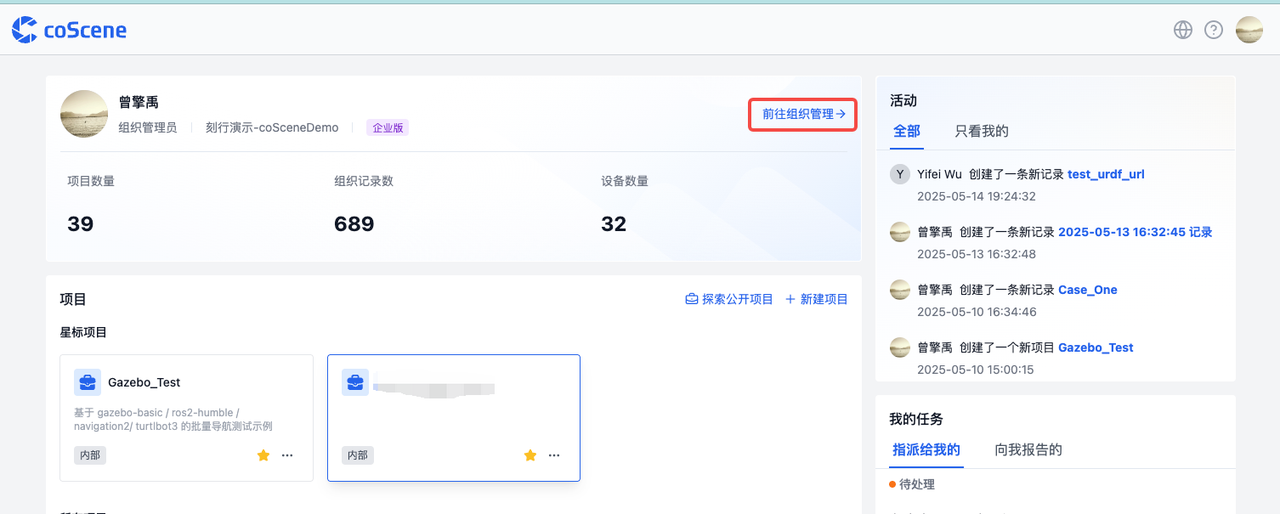 coScene
曾擎禹
组织管理员 刻行演示-coSceneDemo 企业版
前往组织管理→
项目数量 组织记录数 设备数量
39 689 32
项目
探索公开项目 + 新建项目
星标项目
Gazebo_Test
基于 gazebo-basic / ros2-humble /
navigation2/ turtlbot3 的批量导航测试示例
内部
内部
活动
全部 只看我的
Y Yifei Wu 创建了一条新记录 test_urdf_url
2025-05-14 19:24:32
曾擎禹 创建了一条新记录 2025-05-13 16:32:45 记录
2025-05-13 16:32:48
曾擎禹 创建了一条新记录 Case_One
2025-05-10 16:34:46
曾擎禹 创建了一个新项目 Gazebo_Test
2025-05-10 15:00:15
我的任务
指派给我的 向我报告的
待处理